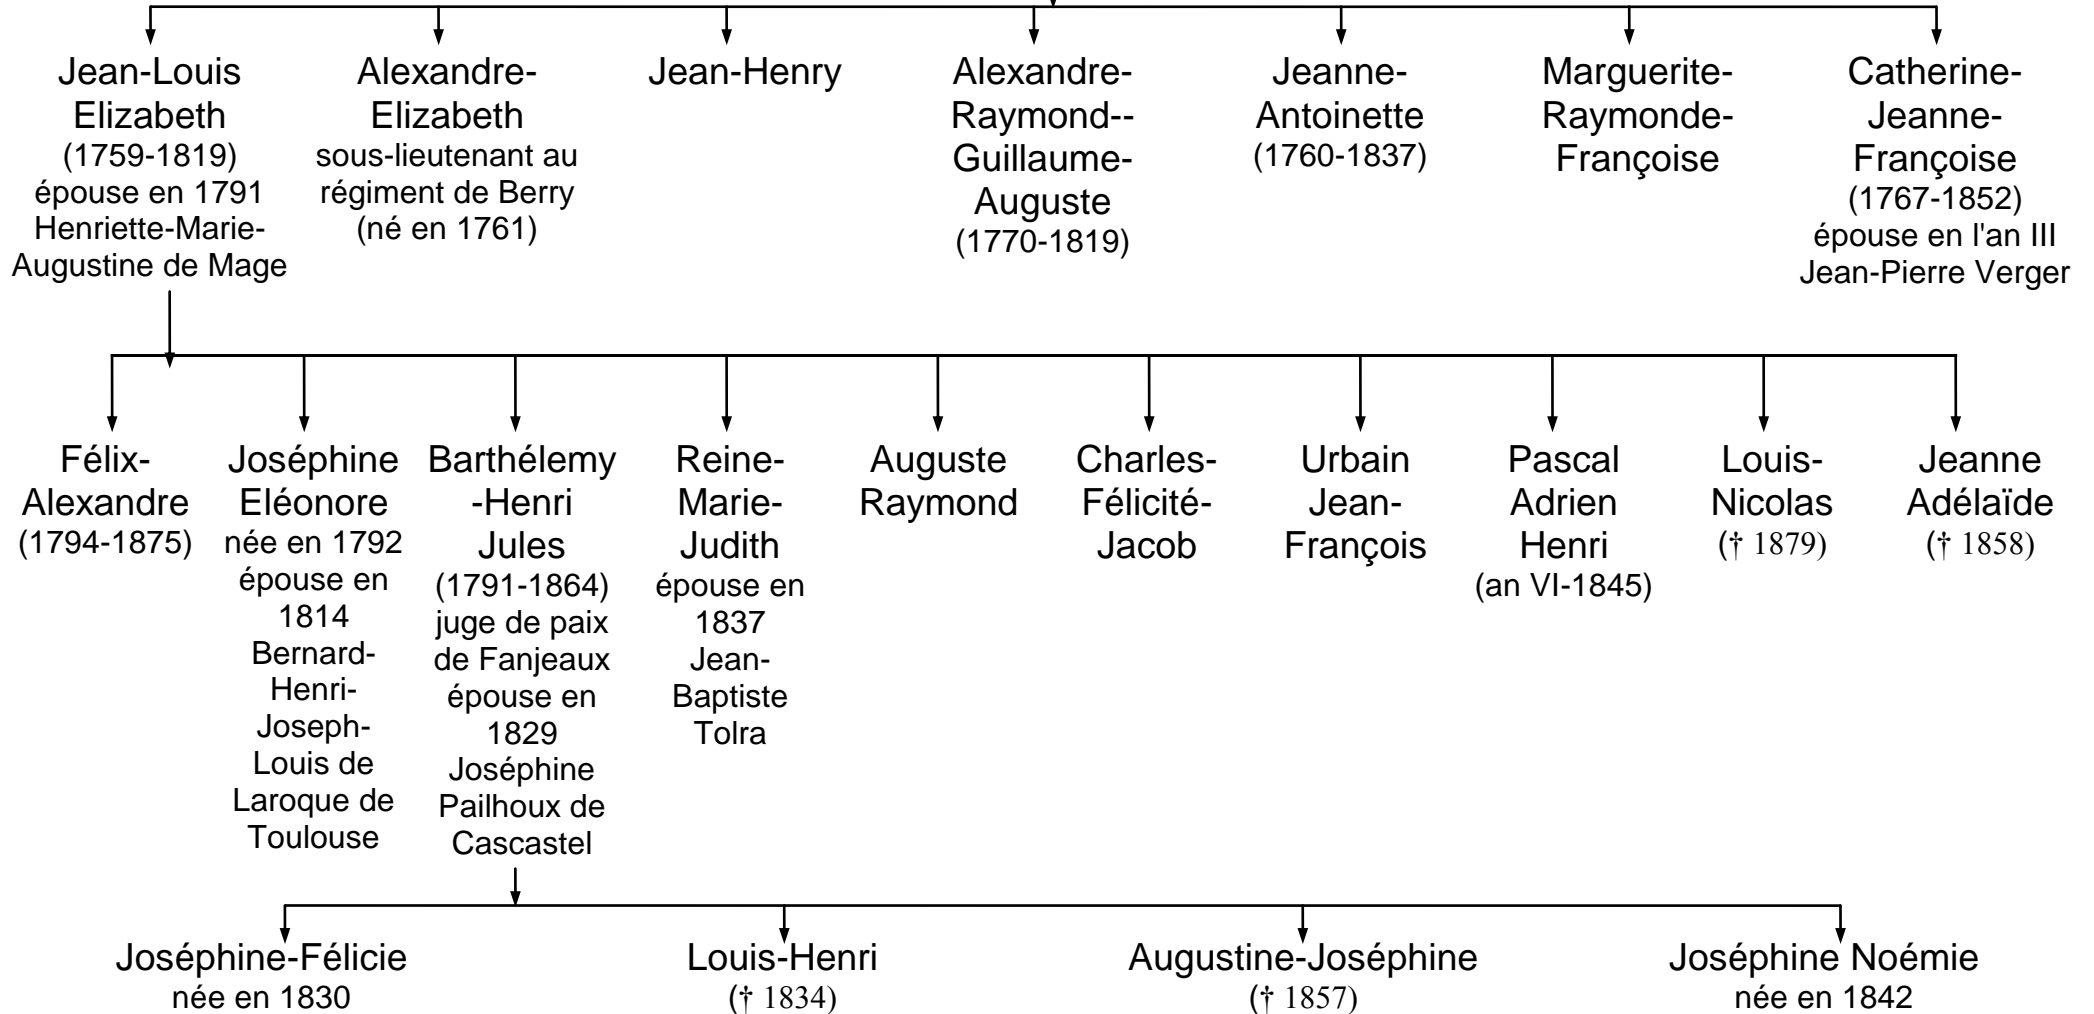 Jean-Louis
Elizabeth
(1759-1819)
épouse en 1791
Henriette-Marie-
Augustine de Mage
Alexandre-
Elizabeth
sous-lieutenant au
régiment de Berry
(né en 1761)
Jean-Henry
Alexandre-
Raymond--
Guillaume-
Auguste
(1770-1819)
Jeanne-
Antoinette
(1760-1837)
Marguerite-
Raymonde-
Françoise
Catherine-
Jeanne-
Françoise
(1767-1852)
épouse en l'an III
Jean-Pierre Verger
Félix-
Alexandre
(1794-1875)
Joséphine
Eléonore
née en 1792
épouse en
1814
Bernard-
Henri-
Joseph-
Louis de
Laroque de
Toulouse
Barthélemy
-Henri
Jules
(1791-1864)
juge de paix
de Fanjeaux
épouse en
1829
Joséphine
Pailhoux de
Cascastel
Reine-
Marie-
Judith
épouse en
1837
Jean-
Baptiste
Tolra
Auguste
Raymond
Charles-
Félicité-
Jacob
Urbain
Jean-
François
Pascal
Adrien
Henri
(an VI-1845)
Louis-
Nicolas
(† 1879)
Jeanne
Adélaïde
(† 1858)
Joséphine-Félicie
née en 1830
Louis-Henri
(† 1834)
Augustine-Joséphine
(† 1857)
Joséphine Noémie
née en 1842